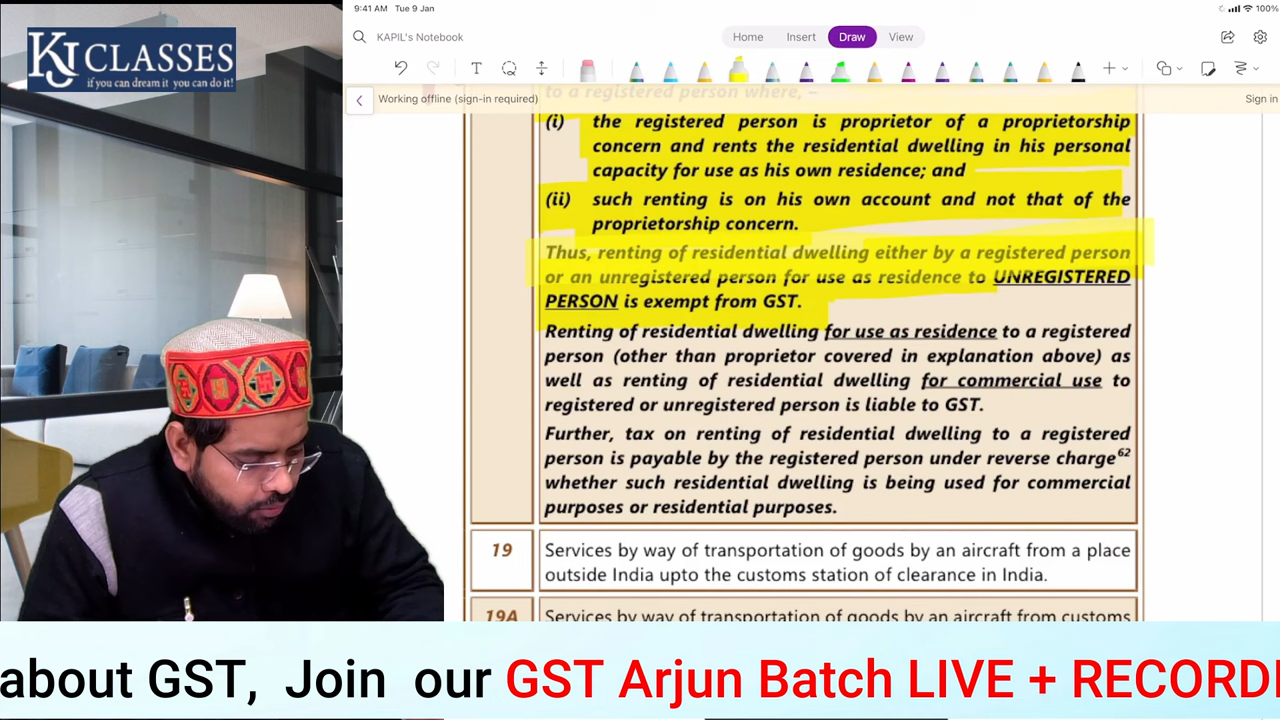 KJ CLASSES
if you can dream it you can do it!
9:41 AM Tue 9 Jan
100%
KAPIL's Notebook
Home Insert Draw View
T
Working offline (sign-in required)
Sign in
to a registered person where, –
(i) the registered person is proprietor of a proprietorship
concern and rents the residential dwelling in his personal
capacity for use as his own residence; and
(ii) such renting is on his own account and not that of the
proprietorship concern.
Thus, renting of residential dwelling either by a registered person
or an unregistered person for use as residence to UNREGISTERED
PERSON is exempt from GST.
Renting of residential dwelling for use as residence to a registered
person (other than proprietor covered in explanation above) as
well as renting of residential dwelling for commercial use to
registered or unregistered person is liable to GST.
Further, tax on renting of residential dwelling to a registered
person is payable by the registered person under reverse charge62
whether such residential dwelling is being used for commercial
purposes or residential purposes.
19 Services by way of transportation of goods by an aircraft from a place
outside India upto the customs station of clearance in India.
19A Services by way of transportation of goods by an aircraft from customs
about GST, Join our GST Arjun Batch LIVE + RECORD